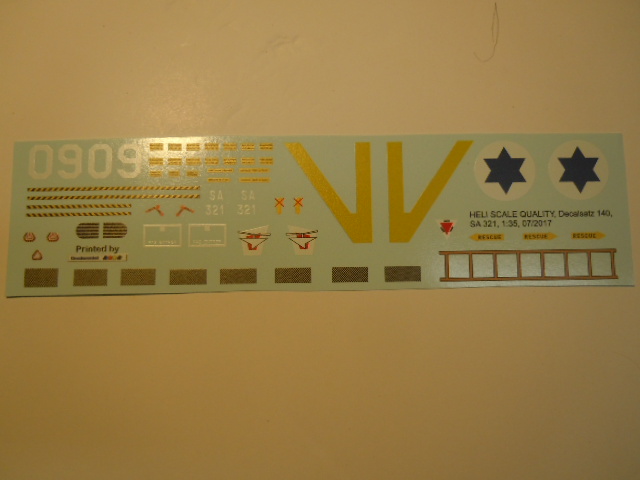 0909
SA SA
321 321
HELI SCALE QUALITY, Decalsatz 140,
SA 321, 1:35, 07/2017
RESCUE RESCUE RESCUE
Printed by